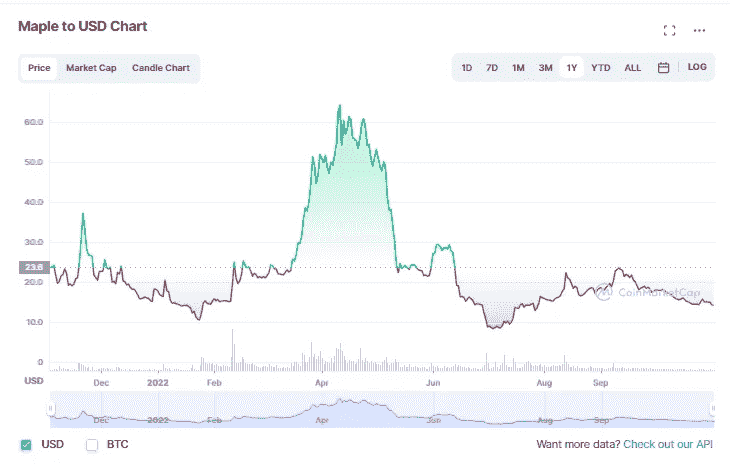 Maple to USD Chart
Price Market Cap Candle Chart
1D 7D 1M 3M 1Y YTD ALL LOG
60.0
50.0
40.0
30.0
23.8
20.0
10.0
0
CoinMarketCap
USD Dec 2022 Feb Apr Jun Aug Sep
Dec 2022 Feb Apr Jun Aug Sep
USD BTC
Want more data? Check out our API